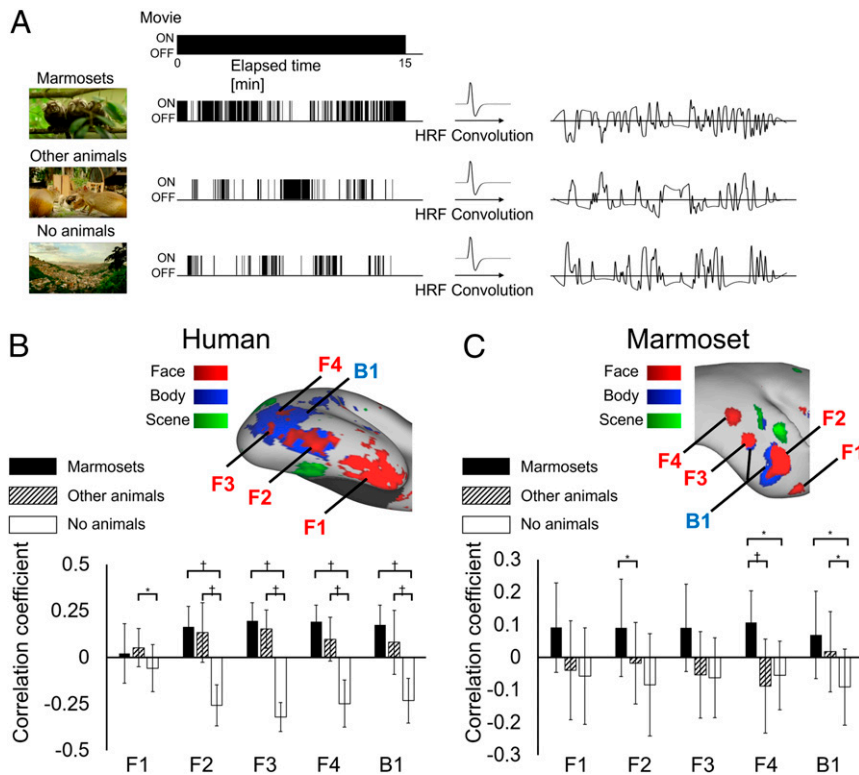 A
Movie
ON
OFF
0
15
Elapsed time
[min]
Marmosets
ON
OFF
HRF Convolution
Other animals
ON
OFF
HRF Convolution
No animals
ON
OFF
HRF Convolution
B
Human
Face
Body
Scene
F4
B1
F3
F2
F1
Marmosets
Other animals
No animals
Correlation coefficient
0.5
0.25
0
-0.25
-0.5
*
†
†
†
†
†
†
†
†
F1
F2
F3
F4
B1
C
Marmoset
Face
Body
Scene
F2
F1
F4
F3
B1
Marmosets
Other animals
No animals
Correlation coefficient
0.3
0.2
0.1
0
-0.1
-0.2
-0.3
*
*
†
*
*
F1
F2
F3
F4
B1